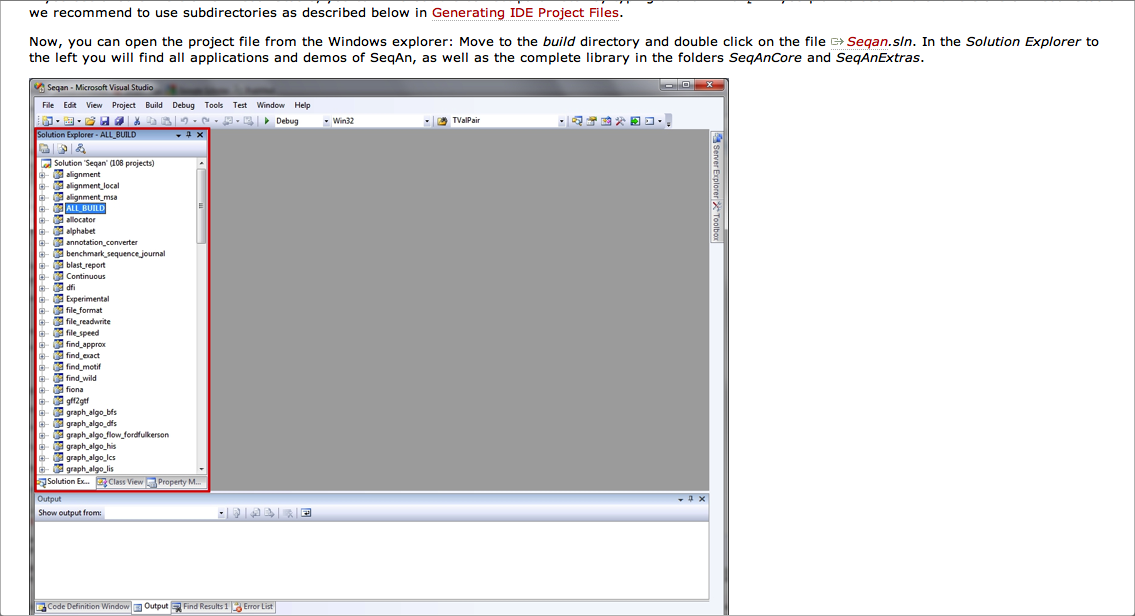 we recommend to use subdirectories as described below in Generating IDE Project Files.
Now, you can open the project file from the Windows explorer: Move to the build directory and double click on the file Seqan.sln. In the Solution Explorer to
the left you will find all applications and demos of SeqAn, as well as the complete library in the folders SeqAnCore and SeqAnExtras.
Seqan - Microsoft Visual Studio
File Edit View Project Build Debug Tools Test Window Help
Debug Win32 TValPair
Solution Explorer - ALL_BUILD
Solution 'Seqan' (108 projects)
alignment
alignment_local
alignment_msa
ALL_BUILD
allocator
alphabet
annotation_converter
benchmark_sequence_journal
blast_report
Continuous
dfi
Experimental
file_format
file_readwrite
file_speed
find_approx
find_exact
find_motif
find_wild
fiona
gff2gtf
graph_algo_bfs
graph_algo_dfs
graph_algo_flow_fordfulkerson
graph_algo_his
graph_algo_lcs
graph_algo_lis
Solution Ex... Class View Property M...
Server Explorer
Toolbox
Output
Show output from:
Code Definition Window Output Find Results 1 Error List